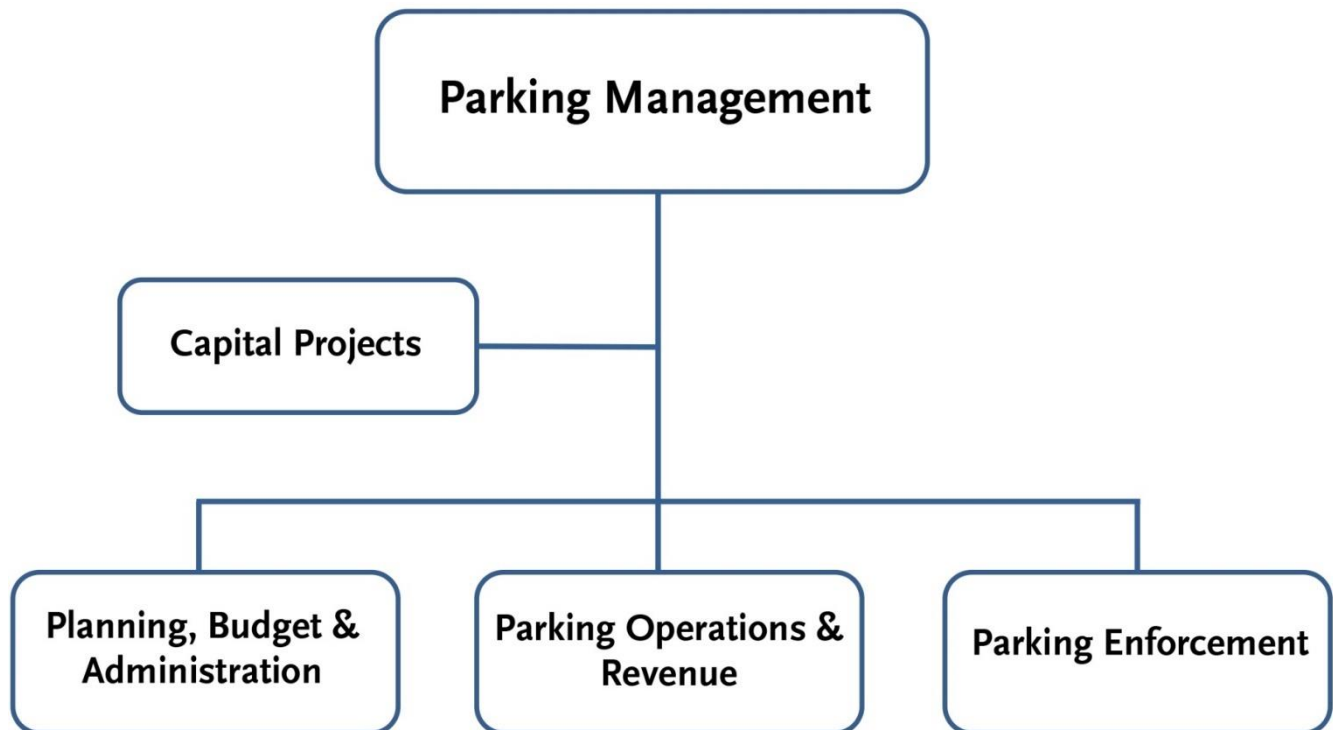 Parking Management
Capital Projects
Planning, Budget &
Administration
Parking Operations &
Revenue
Parking Enforcement